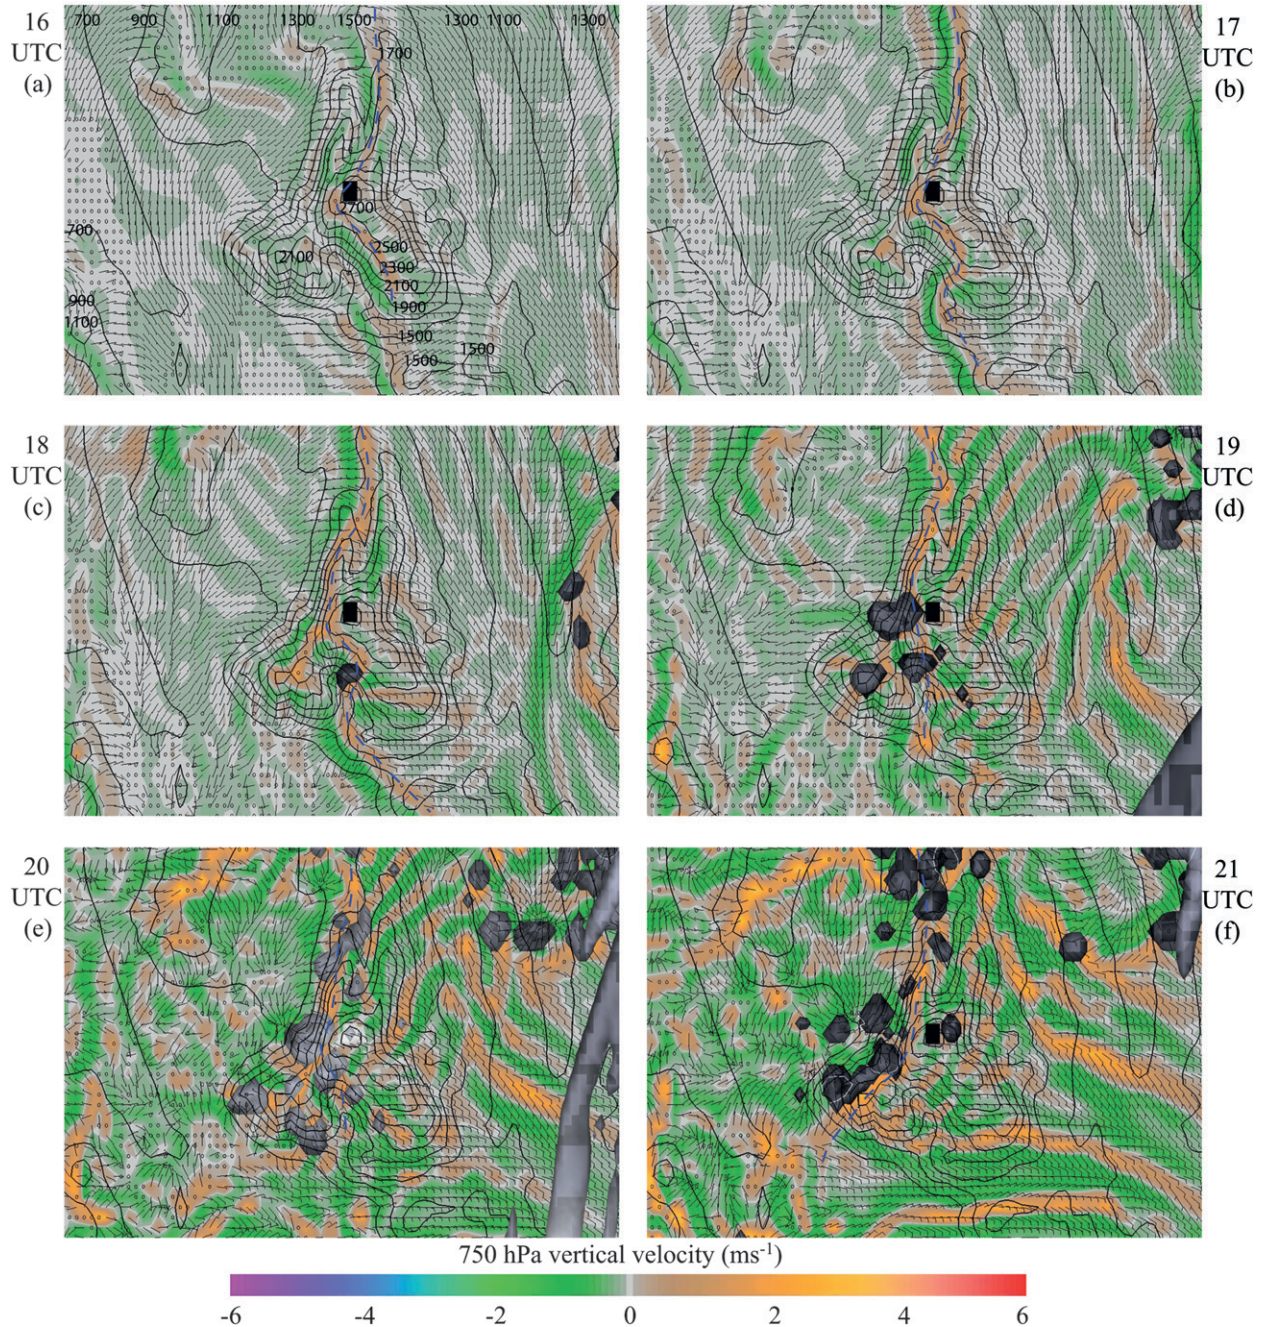 16
UTC
(a)
700 900 1100 1300 1500 1300 1100 1300
1700
2700
700
2500
2100
2300
2100
900
1900
1100
1500
1500
1500
17
UTC
(b)
18
UTC
(c)
19
UTC
(d)
20
UTC
(e)
21
UTC
(f)
750 hPa vertical velocity (ms-1)
-6 -4 -2 0 2 4 6